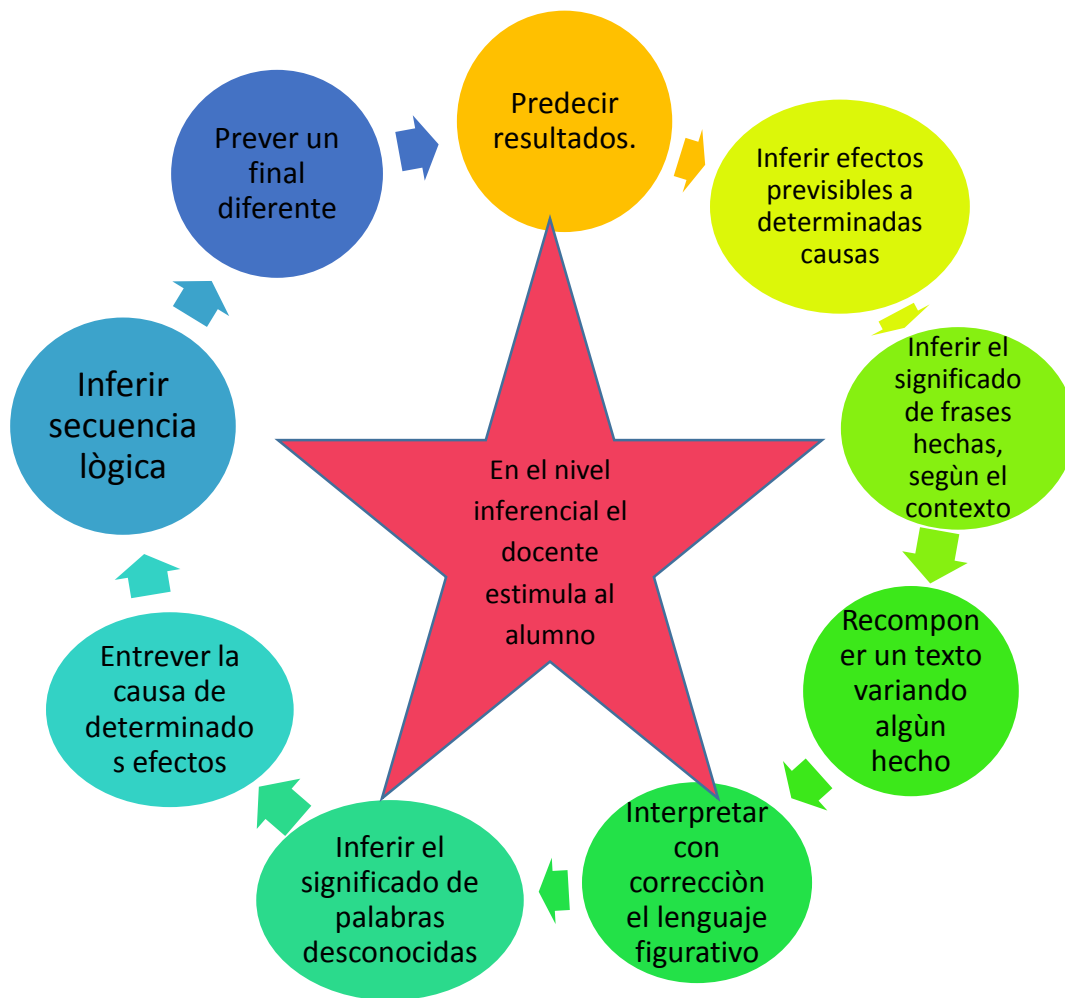 Predecir
resultados.
Inferir efectos
previsibles a
determinadas
causas
Inferir el
significado
de frases
hechas,
segùn el
contexto
Recompon
er un texto
variando
algùn
hecho
Interpretar
con
correcciòn
el lenguaje
figurativo
Inferir el
significado de
palabras
desconocidas
Entrever la
causa de
determinado
s efectos
Inferir
secuencia
lògica
Prever un
final
diferente
En el nivel
inferencial el
docente
estimula al
alumno